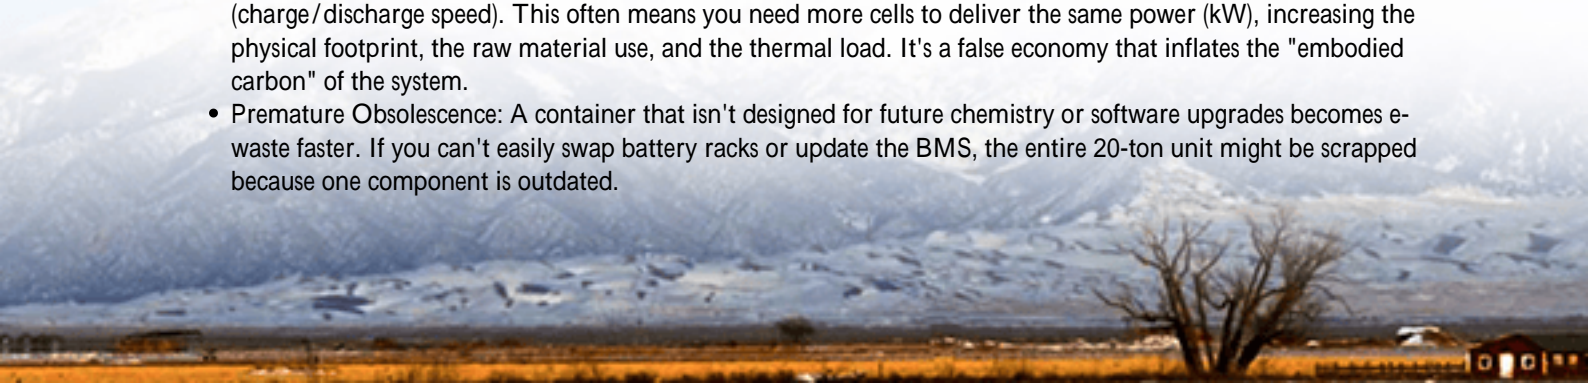 (charge/discharge speed). This often means you need more cells to deliver the same power (kW), increasing the
physical footprint, the raw material use, and the thermal load. It's a false economy that inflates the "embodied
carbon" of the system.
• Premature Obsolescence: A container that isn't designed for future chemistry or software upgrades becomes e-
waste faster. If you can't easily swap battery racks or update the BMS, the entire 20-ton unit might be scrapped
because one component is outdated.